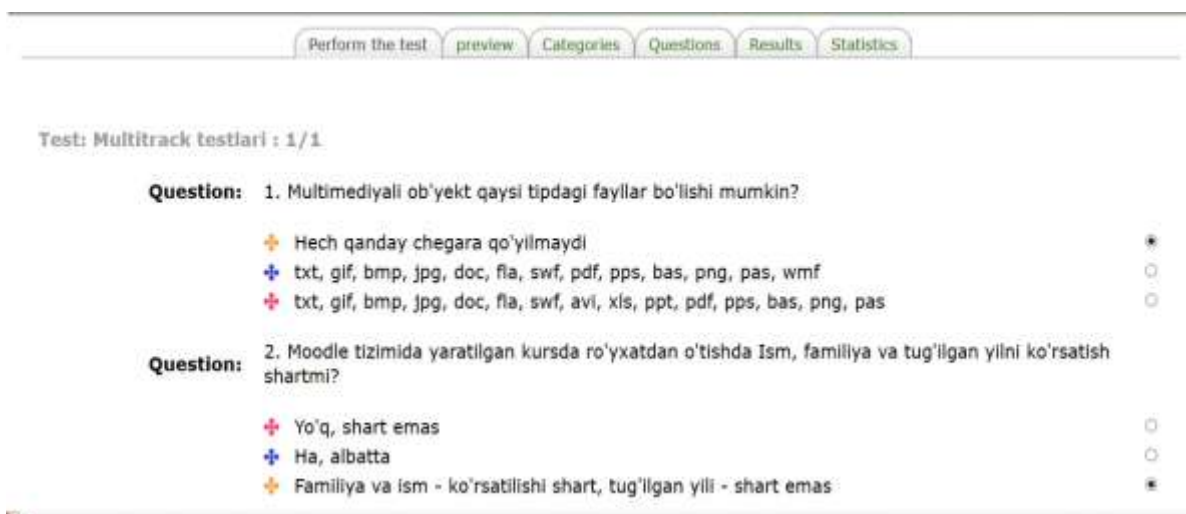 Perform the test preview Categories Questions Results Statistics
Test: Multitrack testlari : 1/1
Question: 1. Multimediyali ob'yekt qaysi tipdagi fayllar bo'lishi mumkin?
Hech qanday chegara qo'yilmaydi
txt, gif, bmp, jpg, doc, fla, swf, pdf, pps, bas, png, pas, wmf
txt, gif, bmp, jpg, doc, fla, swf, avi, xls, ppt, pdf, pps, bas, png, pas
Question: 2. Moodle tizimida yaratilgan kursda ro'yxatdan o'tishda Ism, familiya va tug'ilgan yilni ko'rsatish
shartmi?
Yo'q, shart emas
Ha, albatta
Familiya va ism - ko'rsatilishi shart, tug'ilgan yili - shart emas